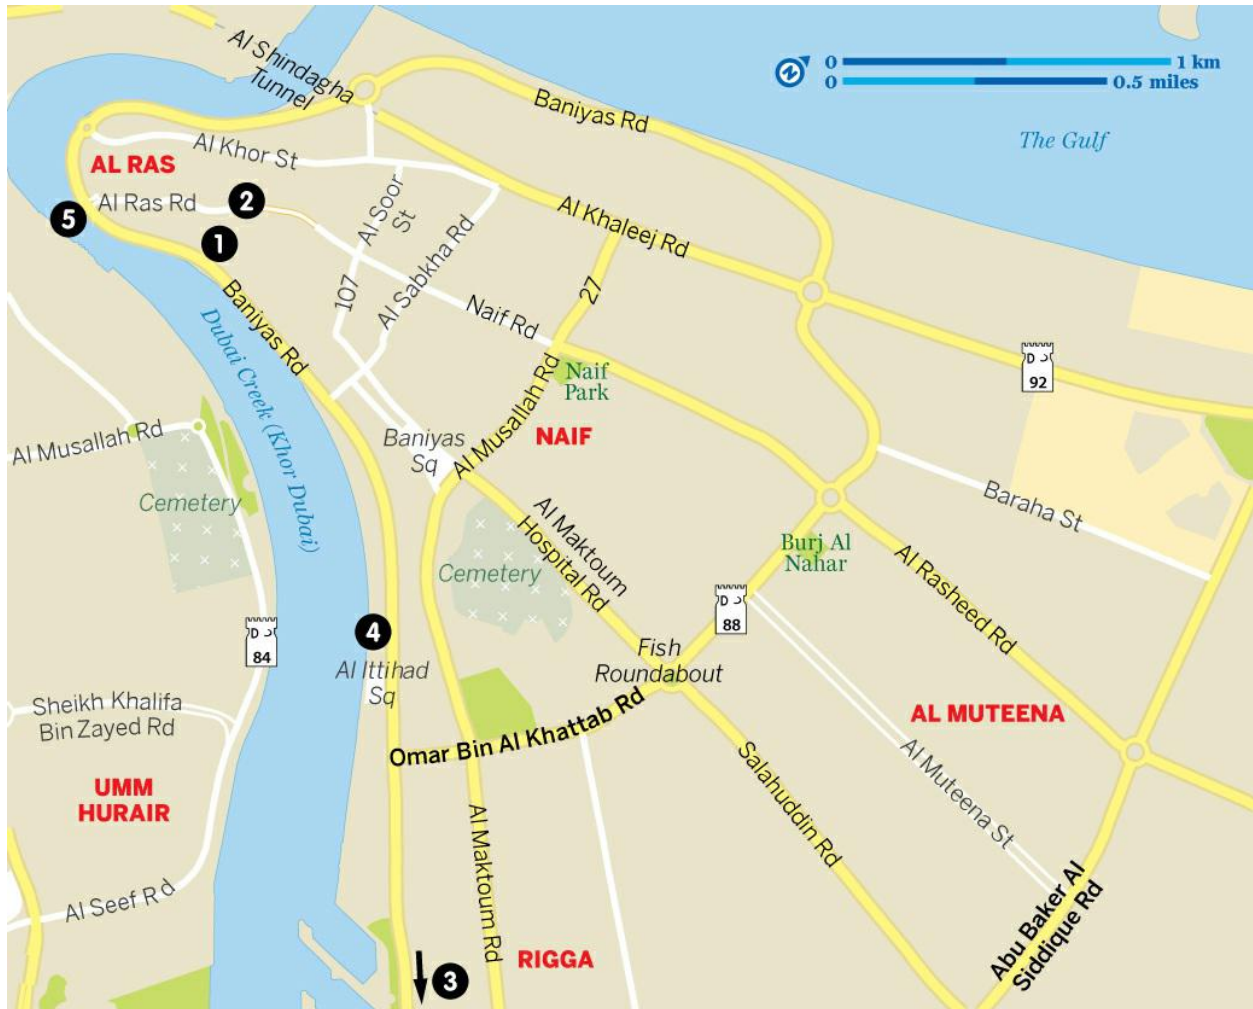 Al Shindagha
Tunnel
0
1 km
0
0.5 miles
N
Baniyas Rd
The Gulf
Al Khor St
AL RAS
Al Ras Rd
2
5
1
Al Soor
St
Al Khaleej Rd
Al Sabkha Rd
107
27
Naif Rd
Baniyas Rd
Dubai Creek (Khor Dubai)
Naif
Park
D
92
Al Musallah Rd
NAIF
Al Musallah Rd
Baniyas
Sq
Cemetery
Baraha St
Al Maktoum
Hospital Rd
Burj Al
Nahar
Cemetery
Al Rasheed Rd
D
88
4
D
84
Al Ittihad
Sq
Fish
Roundabout
Sheikh Khalifa
Bin Zayed Rd
Omar Bin Al Khattab Rd
AL MUTEENA
UMM
HURAIR
Salahuddin Rd
Al Muteena St
Al Maktoum Rd
Al Seef Rd
Abu Baker Al
Siddique Rd
RIGGA
3